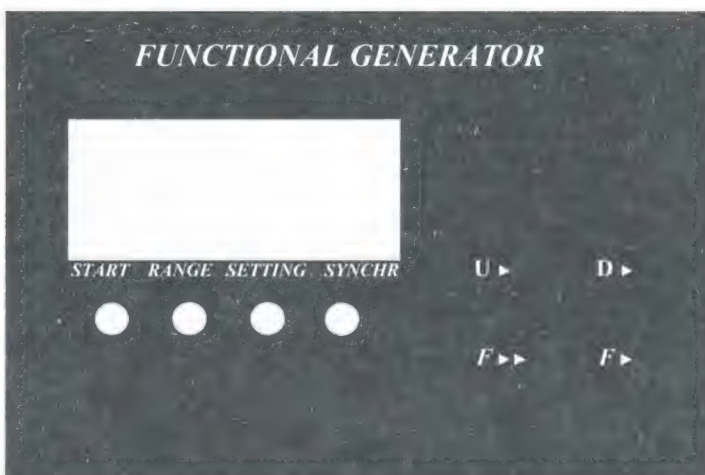 FUNCTIONAL GENERATOR
START RANGE SETTING SYNCHR
U ► D ►
F ►► F ►